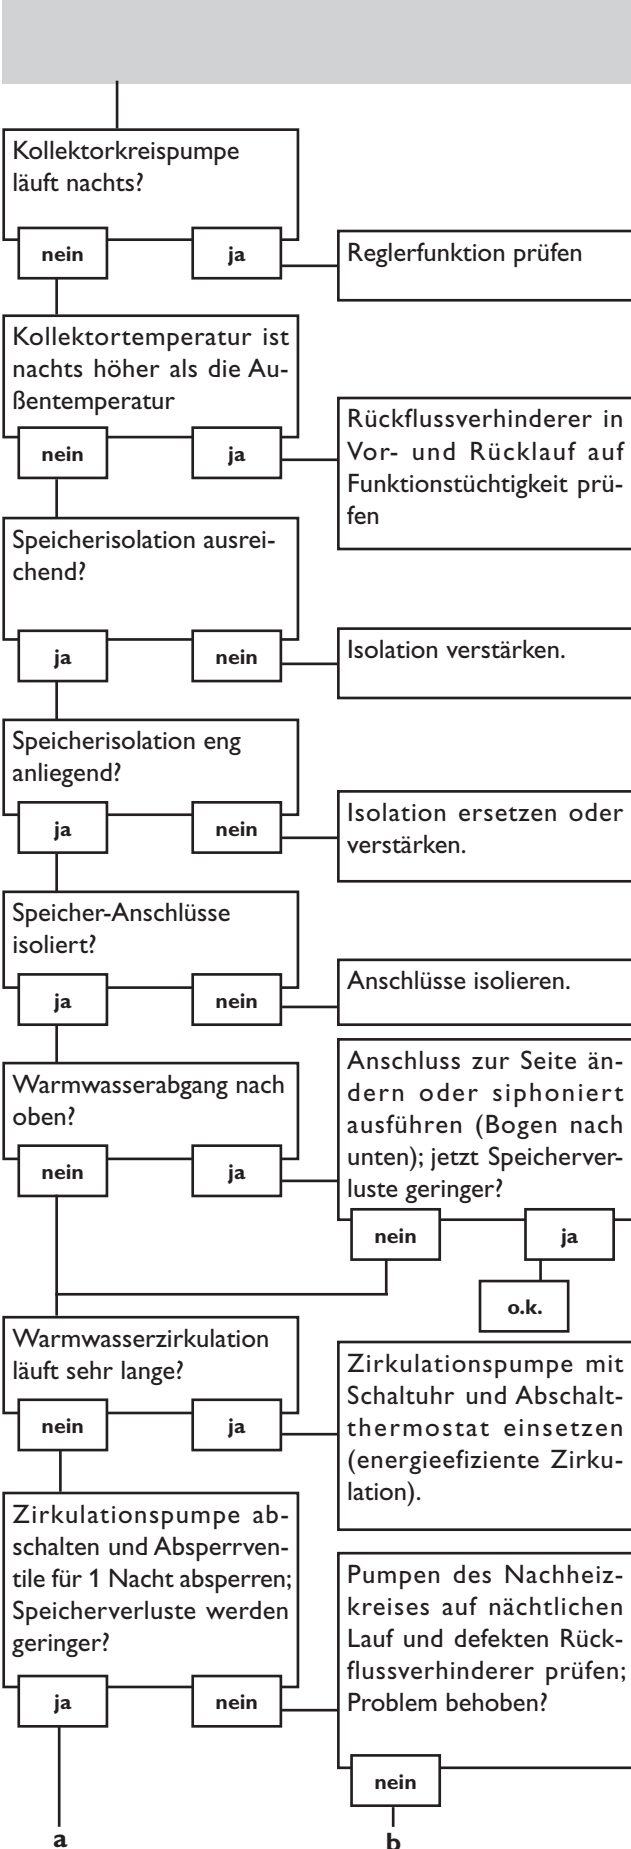 Kollektorkreispumpe
läuft nachts?
nein
ja
Reglerfunktion prüfen
Kollektortemperatur ist
nachts höher als die Au-
ßentemperatur
nein
ja
Rückflussverhinderer in
Vor- und Rücklauf auf
Funktionstüchtigkeit prü-
fen
Speicherisolation ausrei-
chend?
ja
nein
Isolation verstärken.
Speicherisolation eng
anliegend?
ja
nein
Isolation ersetzen oder
verstärken.
Speicher-Anschlüsse
isoliert?
ja
nein
Anschlüsse isolieren.
Warmwasserabgang nach
oben?
nein
ja
Anschluss zur Seite än-
dern oder siphoniert
ausführen (Bogen nach
unten); jetzt Speicherver-
luste geringer?
nein
ja
o.k.
Warmwasserzirkulation
läuft sehr lange?
nein
ja
Zirkulationspumpe mit
Schaltuhr und Abschalt-
thermostat einsetzen
(energieefiziente Zirku-
lation).
Zirkulationspumpe ab-
schalten und Absperrven-
tile für 1 Nacht absperren;
Speicherverluste werden
geringer?
ja
nein
Pumpen des Nachheiz-
kreises auf nächtlichen
Lauf und defekten Rück-
flussverhinderer prüfen;
Problem behoben?
nein
a
b